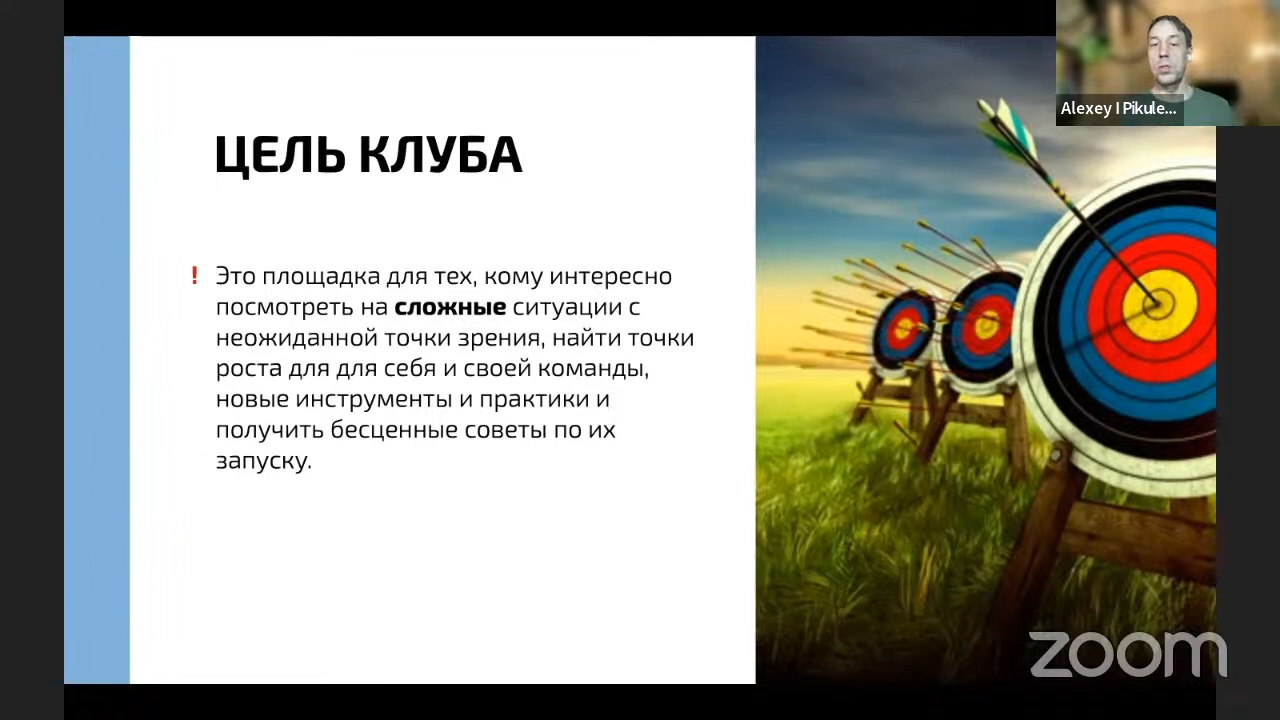 Alexey I Pikule...
ЦЕЛЬ КЛУБА
! Это площадка для тех, кому интересно
посмотреть на сложные ситуации с
неожиданной точки зрения, найти точки
роста для для себя и своей команды,
новые инструменты и практики и
получить бесценные советы по их
запуску.
zoom